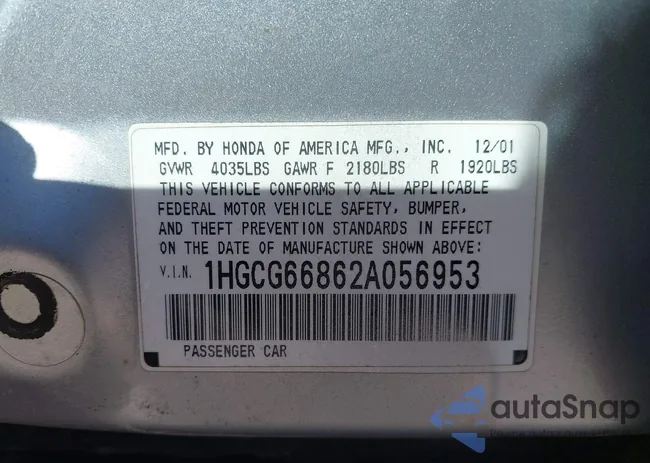 MFD. BY HONDA OF AMERICA MFG., INC. 12/01
GVWR 4035LBS GAWR F 2180LBS R 1920LBS
THIS VEHICLE CONFORMS TO ALL APPLICABLE
FEDERAL MOTOR VEHICLE SAFETY, BUMPER,
AND THEFT PREVENTION STANDARDS IN EFFECT
ON THE DATE OF MANUFACTURE SHOWN ABOVE:
V.I.N. 1HGCG66862A056953
PASSENGER CAR
autaSnap